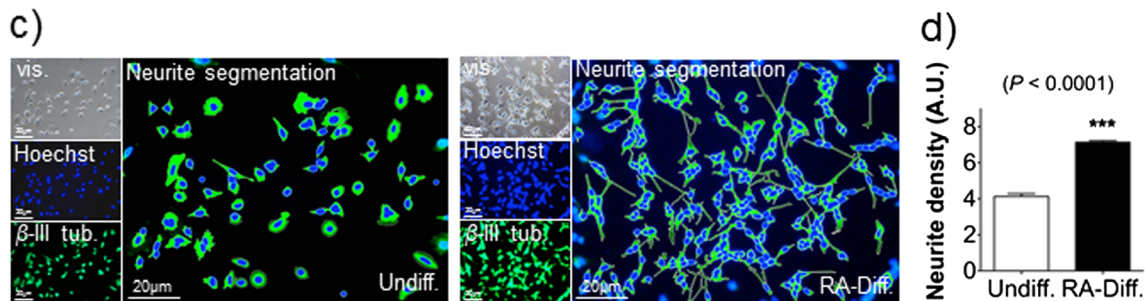 c)
vis.
Hoechst
β-III tub.
Neurite segmentation
20µm
Undiff.
vis.
Hoechst
β-III tub.
Neurite segmentation
20µm
RA-Diff.
d)
(P < 0.0001)
***
Neurite density (A.U.)
8
6
4
2
0
Undiff. RA-Diff.